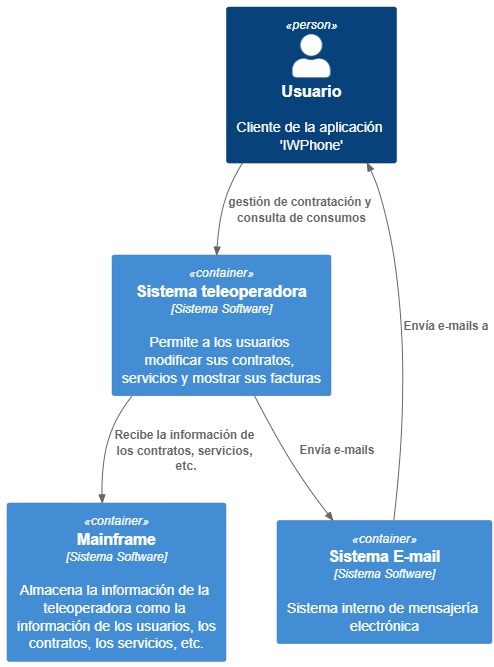 «person»
Usuario
Cliente de la aplicación
'IWPhone'
gestión de contratación y
consulta de consumos
«container»
Sistema teleoperadora
[Sistema Software]
Permite a los usuarios
modificar sus contratos,
servicios y mostrar sus facturas
Envía e-mails a
Recibe la información de
los contratos, servicios,
etc.
Envía e-mails
«container»
Mainframe
[Sistema Software]
Almacena la información de la
teleoperadora como la
información de los usuarios, los
contratos, los servicios, etc.
«container»
Sistema E-mail
[Sistema Software]
Sistema interno de mensajería
electrónica